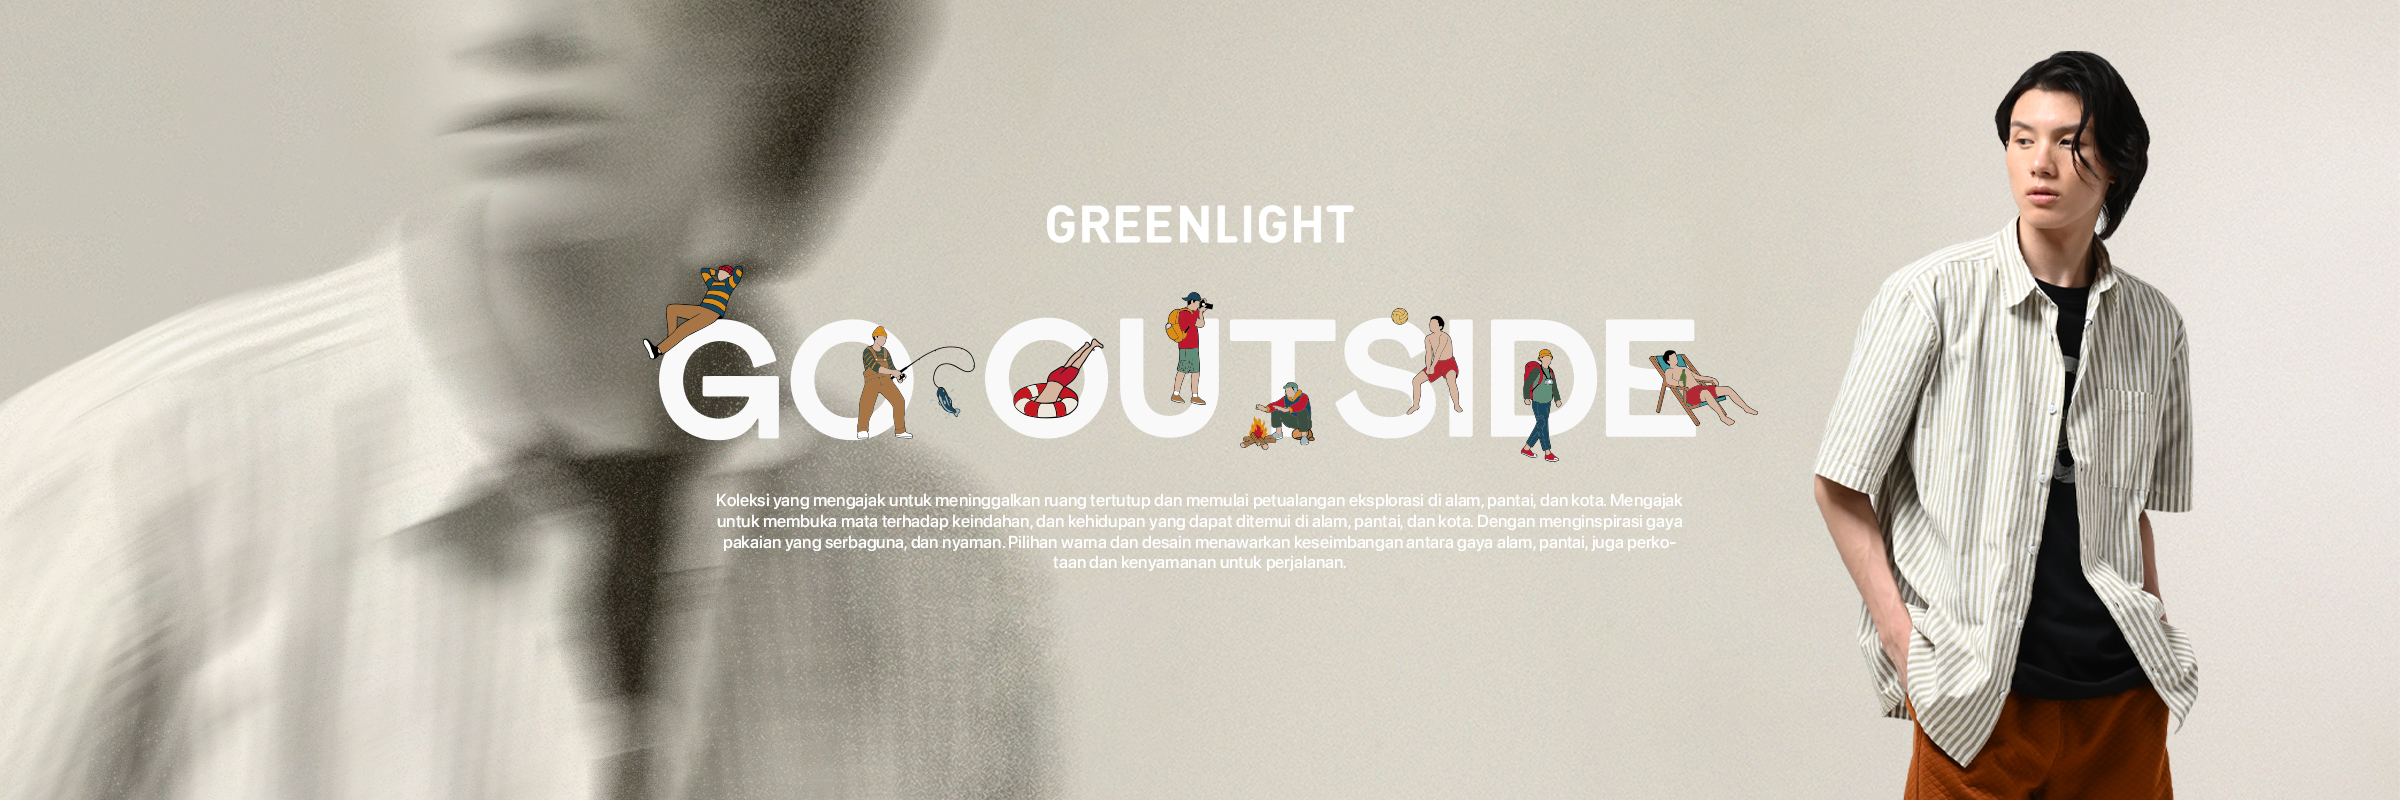 GREENLIGHT
GO OUTSIDE
Koleksi yang mengajak untuk meninggalkan ruang tertutup dan memulai petualangan eksplorasi di alam, pantai, dan kota. Mengajak
untuk membuka mata terhadap keindahan, dan kehidupan yang dapat ditemui di alam, pantai, dan kota. Dengan menginspirasi gaya
pakaian yang serbaguna, dan nyaman. Pilihan warna dan desain menawarkan keseimbangan antara gaya alam, pantai, juga perko-
taan dan kenyamanan untuk perjalanan.